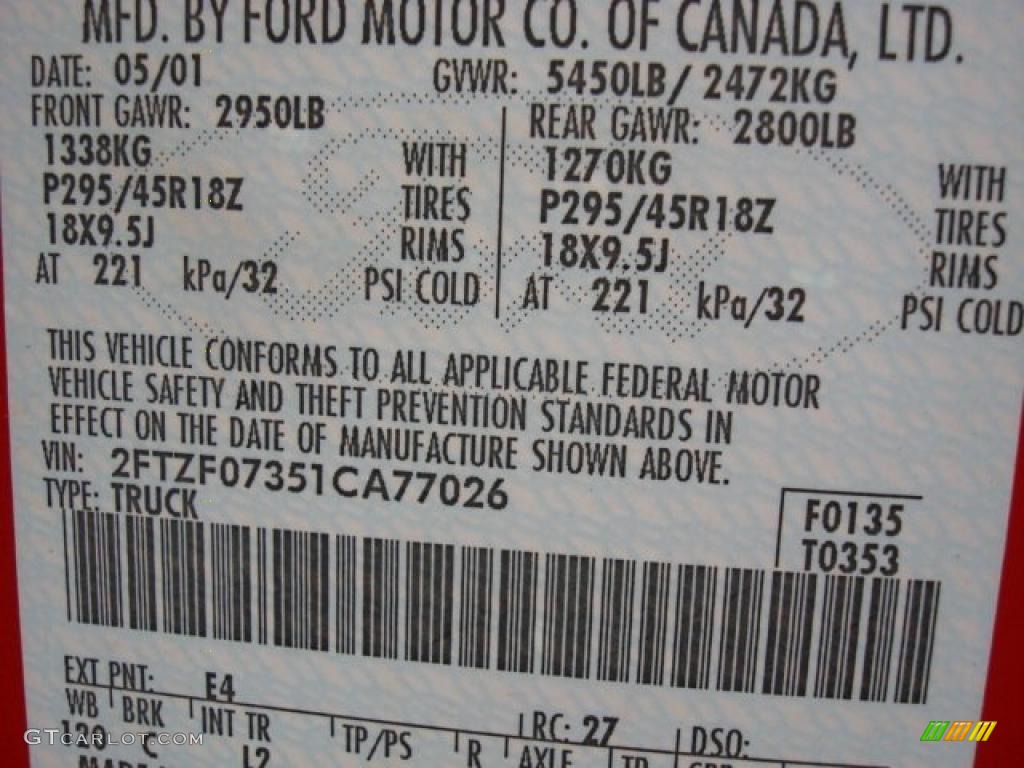 MFD. BY FORD MOTOR CO. OF CANADA, LTD.
DATE: 05/01 GVWR: 5450LB/ 2472KG
FRONT GAWR: 2950LB REAR GAWR: 2800LB
1338KG WITH 1270KG WITH
P295/45R18Z TIRES P295/45R18Z TIRES
18X9.5J RIMS 18X9.5J RIMS
AT 221 kPa/32 PSI COLD AT 221 kPa/32 PSI COLD
THIS VEHICLE CONFORMS TO ALL APPLICABLE FEDERAL MOTOR
VEHICLE SAFETY AND THEFT PREVENTION STANDARDS IN
EFFECT ON THE DATE OF MANUFACTURE SHOWN ABOVE.
VIN: 2FTZF07351CA77026
TYPE: TRUCK
F0135
T0353
EXT PNT: E4 RC: 27 DSO:
WB BRK INT TR TP/PS R AXLE TR
L2
GTCarLot.com